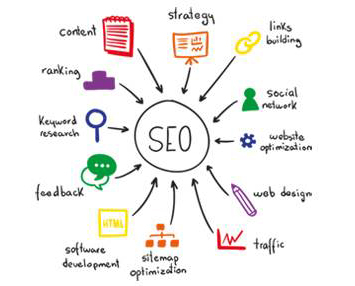 strategy
content
links
building
ranking
social
network
Keyword
research
SEO
website
optimization
feedback
web design
HTML
software
development
sitemap
optimization
traffic